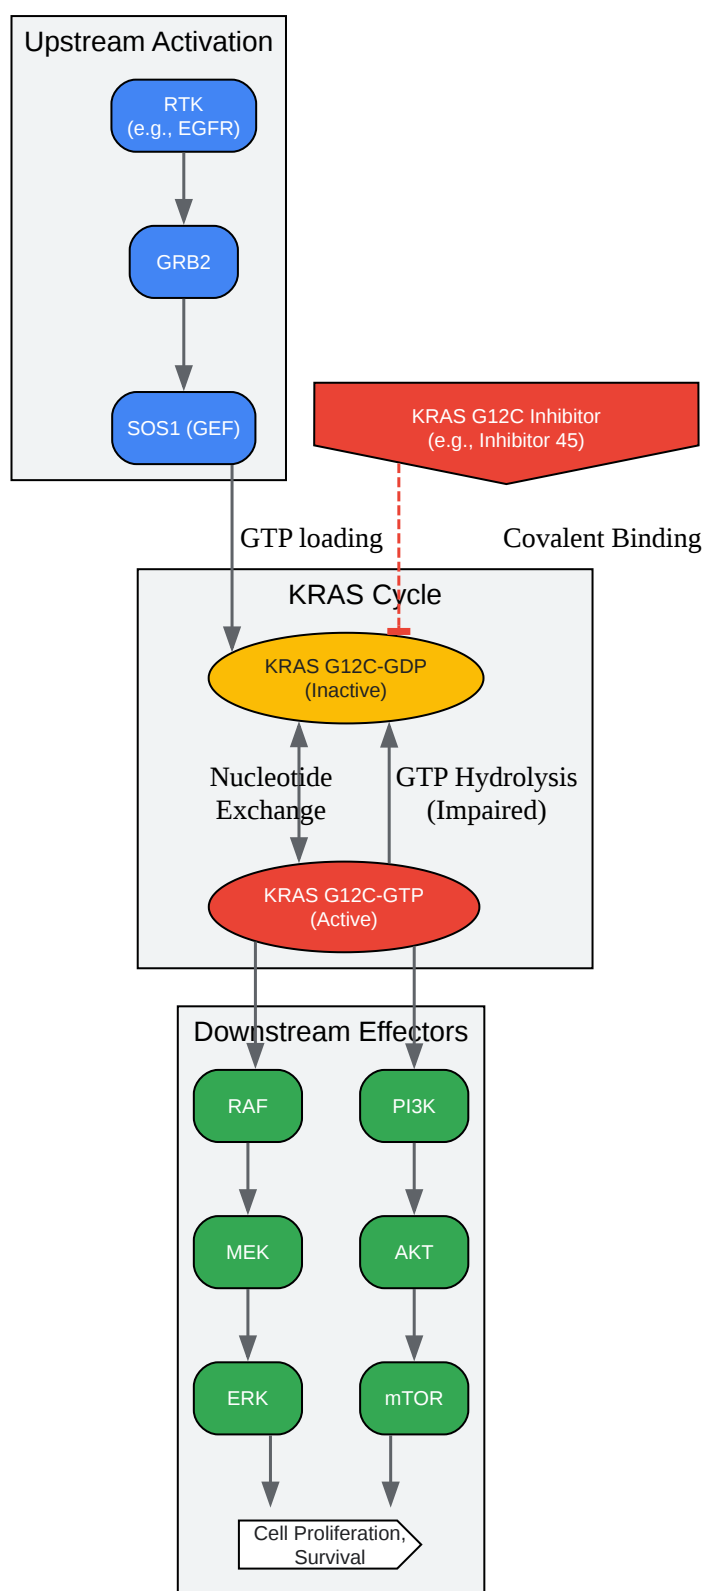 Upstream Activation
RTK
(e.g., EGFR)
GRB2
SOS1 (GEF)
KRAS G12C Inhibitor
(e.g., Inhibitor 45)
GTP loading
Covalent Binding
KRAS Cycle
KRAS G12C-GDP
(Inactive)
Nucleotide
Exchange
GTP Hydrolysis
(Impaired)
KRAS G12C-GTP
(Active)
Downstream Effectors
RAF
PI3K
MEK
AKT
ERK
mTOR
Cell Proliferation,
Survival